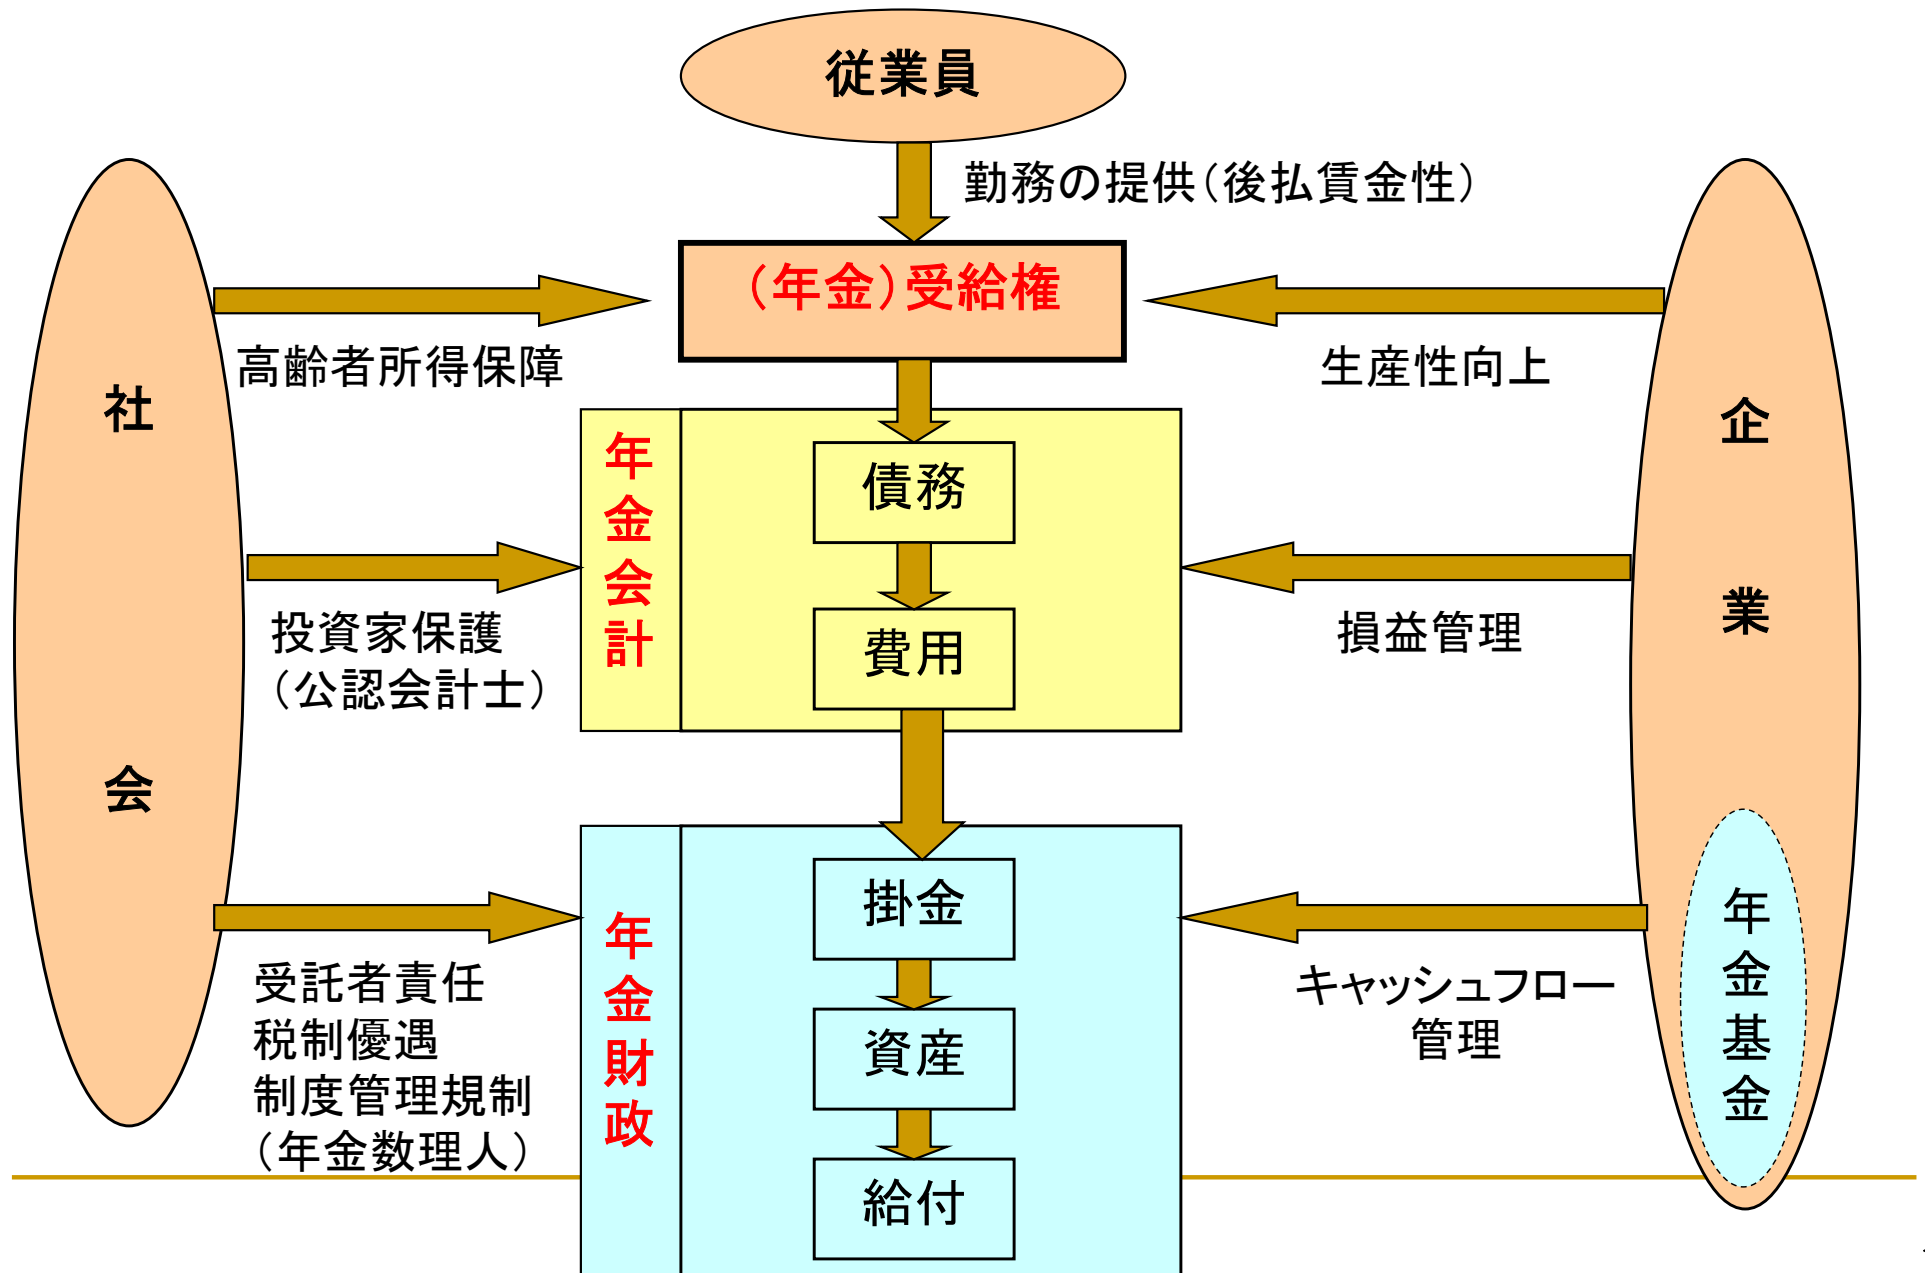 従業員
勤務の提供（後払賃金性）
（年金）受給権
高齢者所得保障
生産性向上
社会
企業
年金会計
債務
費用
投資家保護
（公認会計士）
損益管理
年金財政
掛金
資産
給付
受託者責任
税制優遇
制度管理規制
（年金数理人）
キャッシュフロー
管理
年金基金